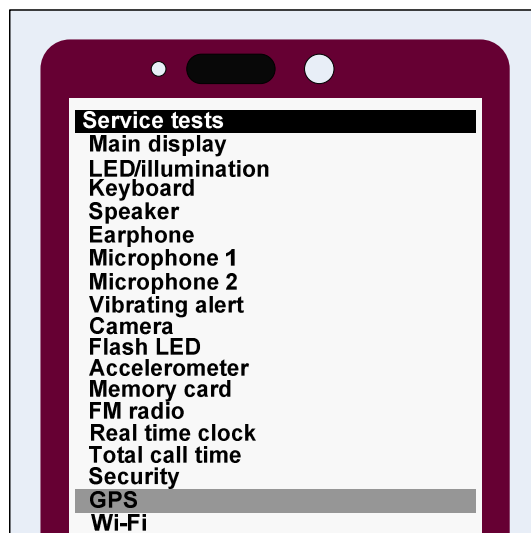 Service tests
Main display
LED/illumination
Keyboard
Speaker
Earphone
Microphone 1
Microphone 2
Vibrating alert
Camera
Flash LED
Accelerometer
Memory card
FM radio
Real time clock
Total call time
Security
GPS
Wi-Fi